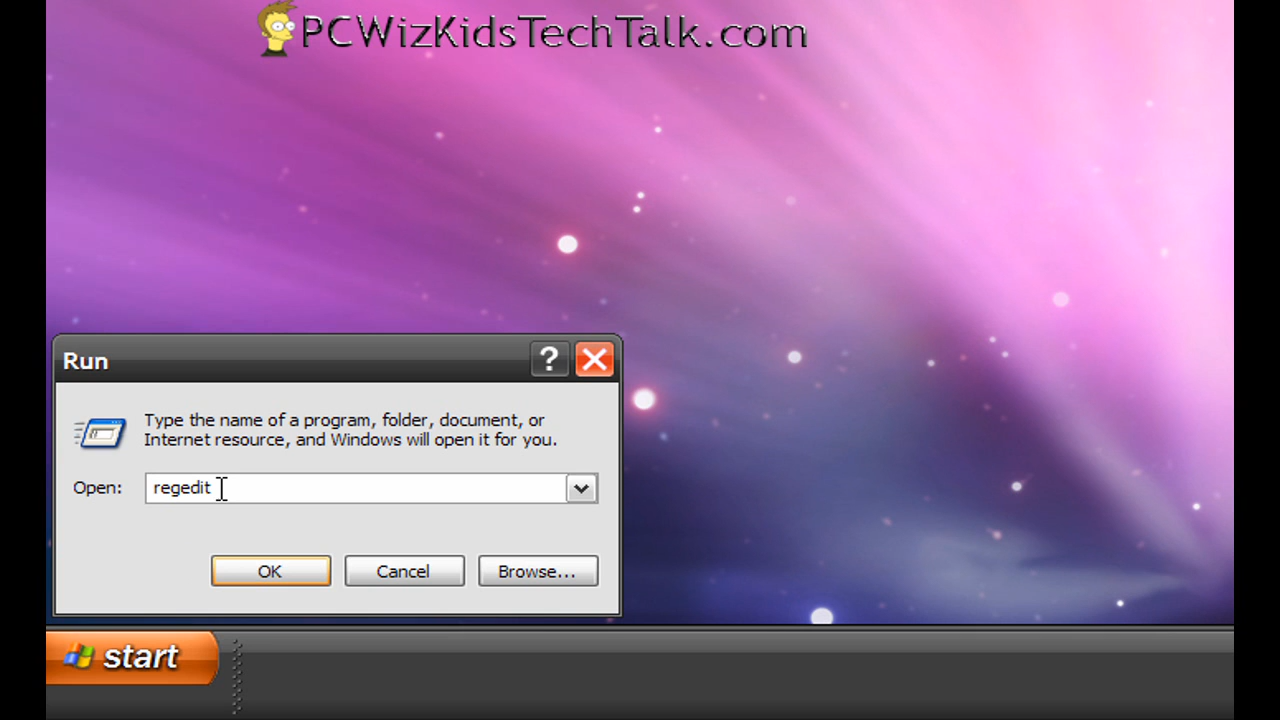 PCWizKidsTechTalk.com
Run
?
Type the name of a program, folder, document, or
Internet resource, and Windows will open it for you.
Open: regedit
OK Cancel Browse...
start